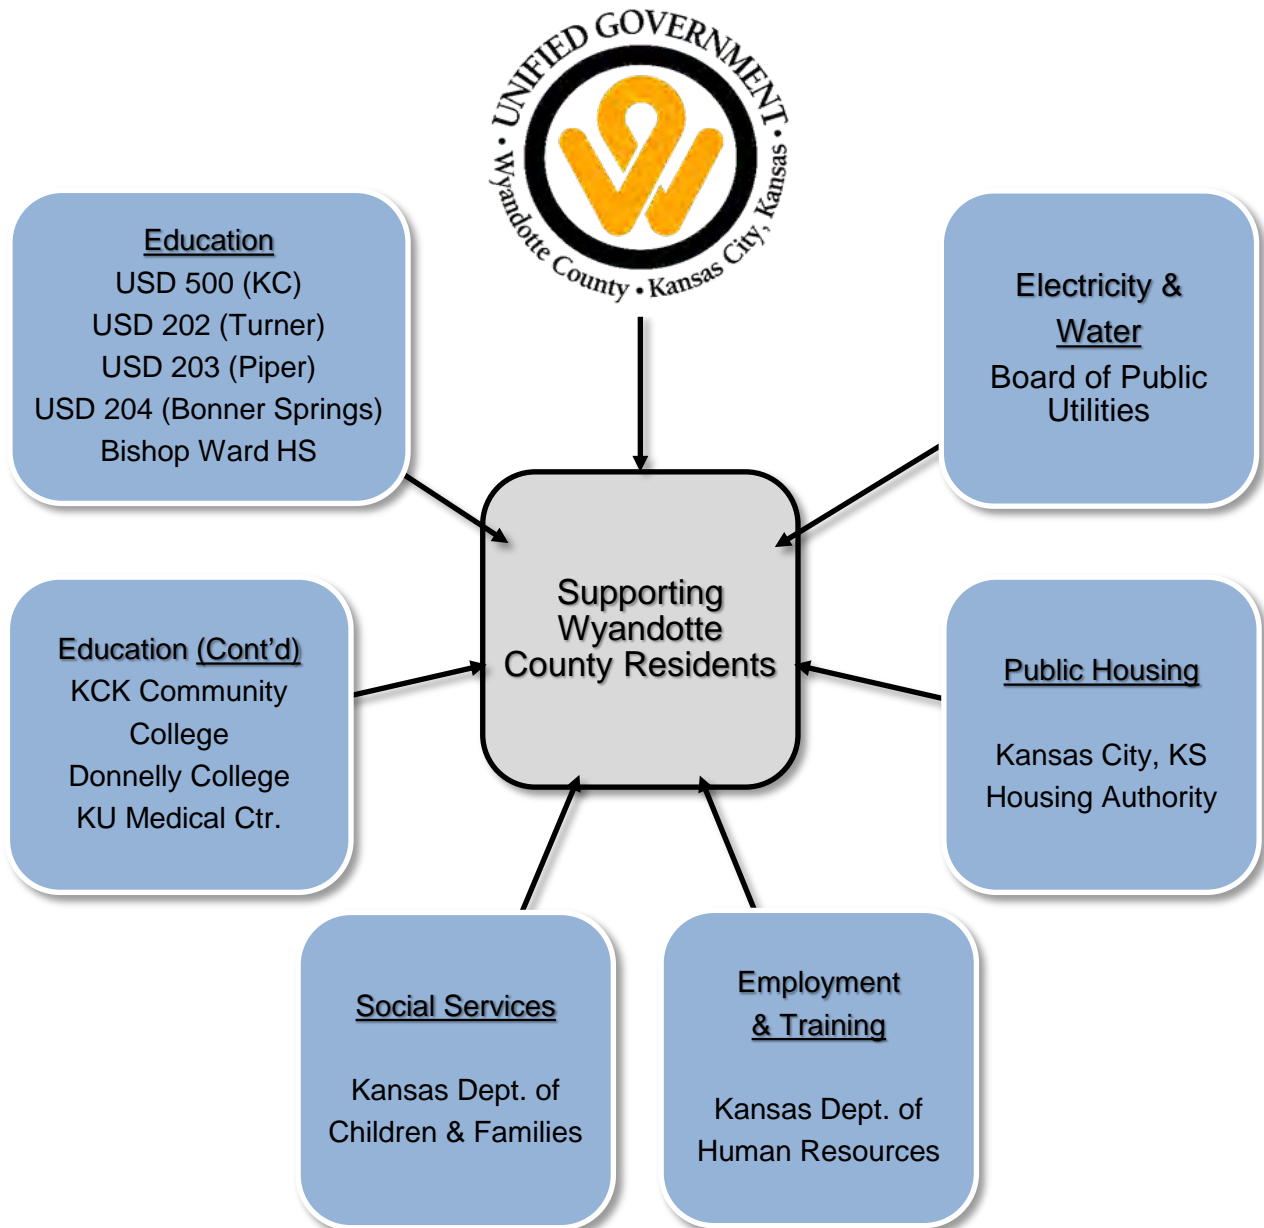 • UNIFIED GOVERNMENT •
Wyandotte County • Kansas City, Kansas
Education
USD 500 (KC)
USD 202 (Turner)
USD 203 (Piper)
USD 204 (Bonner Springs)
Bishop Ward HS
Electricity &
Water
Board of Public
Utilities
Supporting
Wyandotte
County Residents
Education (Cont’d)
KCK Community
College
Donnelly College
KU Medical Ctr.
Public Housing
Kansas City, KS
Housing Authority
Social Services
Kansas Dept. of
Children & Families
Employment
& Training
Kansas Dept. of
Human Resources